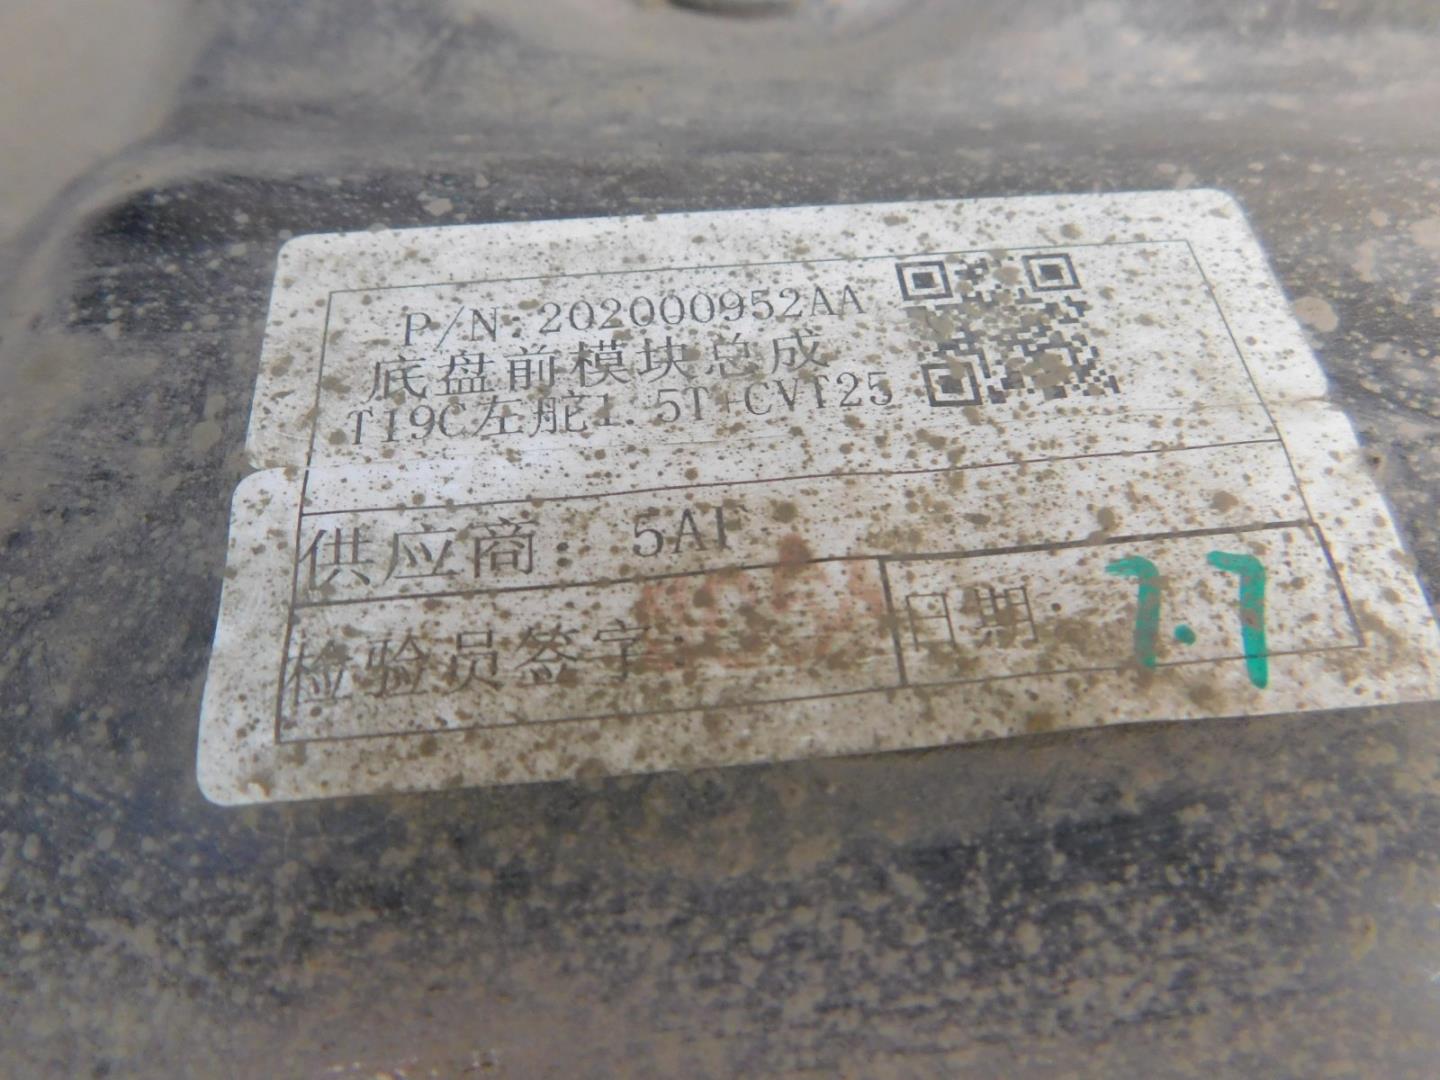 P/N:202000952AA
底盘前模块总成
T19C左舵1.5T+CVT25
供应商: 5AF
检验员签字:
日期: 7.7